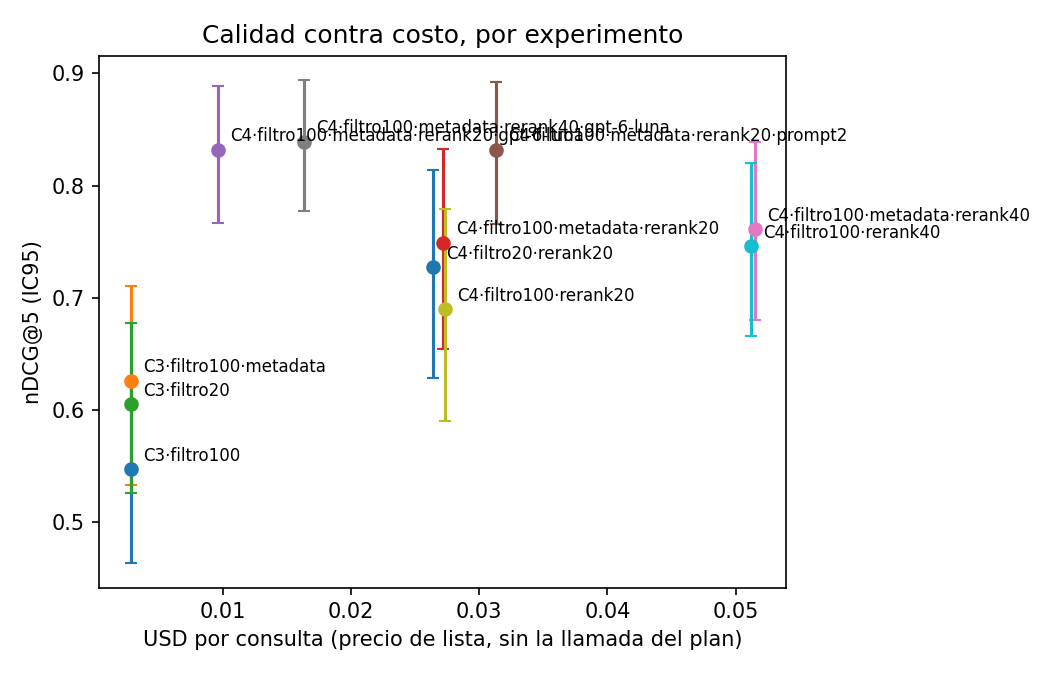 Calidad contra costo, por experimento
nDCG@5 (IC95)
0.9
0.8
0.7
0.6
0.5
C4·filtro100·metadata·rerank40·gpt-6-luna
C4·filtro100·metadata·rerank20·gpt-6-luna
C4·filtro100·metadata·rerank20·prompt2
C4·filtro100·metadata·rerank40
C4·filtro100·rerank40
C4·filtro100·metadata·rerank20
C4·filtro20·rerank20
C4·filtro100·rerank20
C3·filtro100·metadata
C3·filtro20
C3·filtro100
0.01
0.02
0.03
0.04
0.05
USD por consulta (precio de lista, sin la llamada del plan)